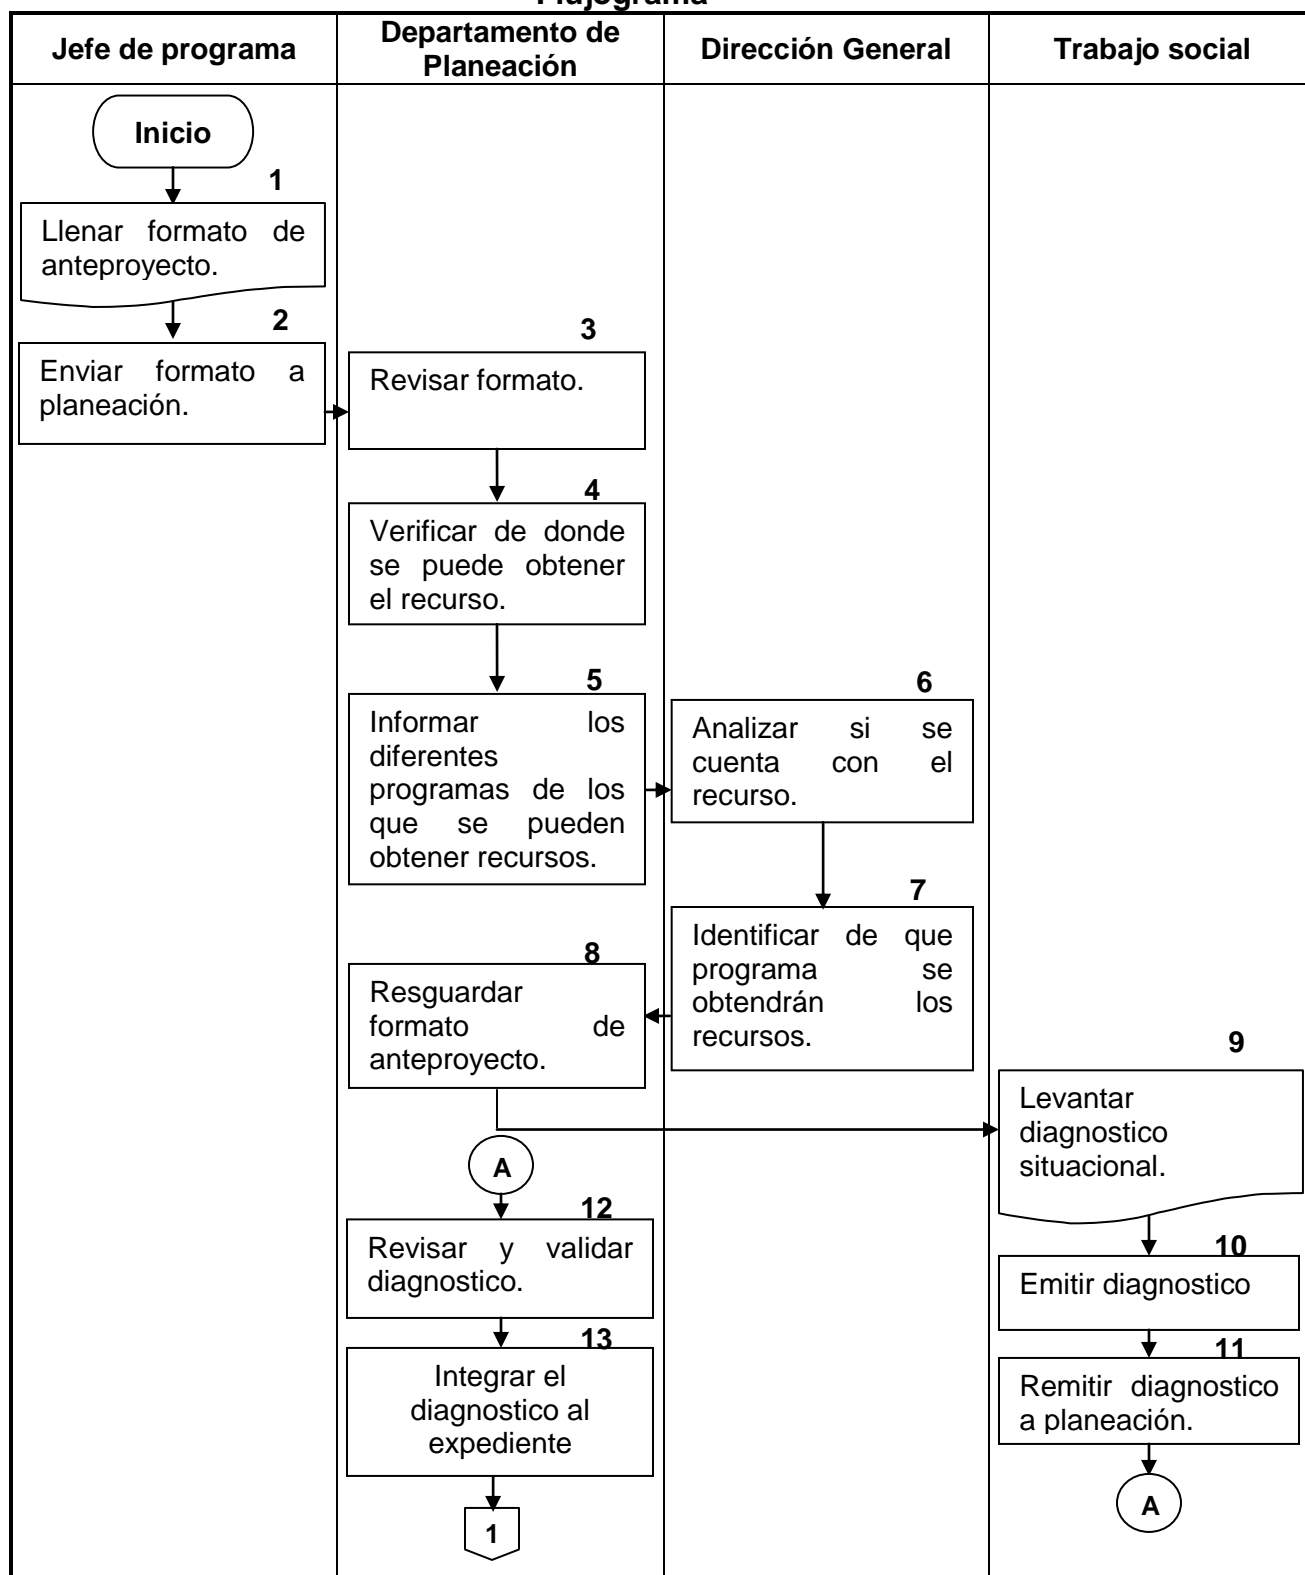 Flujograma
Jefe de programa
Departamento de
Planeación
Dirección General
Trabajo social
Inicio
1
Llenar formato de
anteproyecto.
2
Enviar formato a
planeación.
3
Revisar formato.
4
Verificar de donde
se puede obtener
el recurso.
5
Informar los
diferentes
programas de los
que se pueden
obtener recursos.
6
Analizar si se
cuenta con el
recurso.
7
Identificar de que
programa se
obtendrán los
recursos.
8
Resguardar
formato de
anteproyecto.
9
Levantar
diagnostico
situacional.
10
Emitir diagnostico
11
Remitir diagnostico
a planeación.
A
A
12
Revisar y validar
diagnostico.
13
Integrar el
diagnostico al
expediente
1